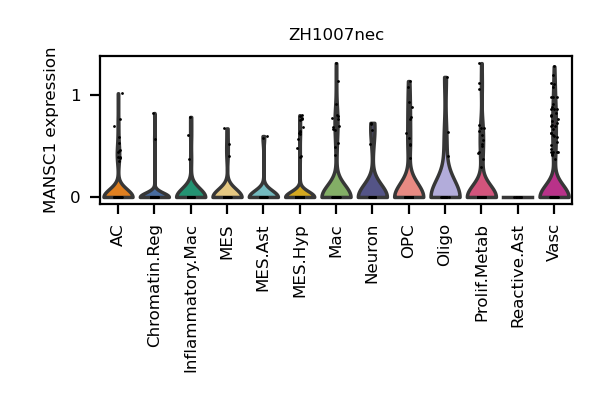 ZH1007nec
MANSC1 expression
1
0
AC
Chromatin.Reg
Inflammatory.Mac
MES
MES.Ast
MES.Hyp
Mac
Neuron
OPC
Oligo
Prolif.Metab
Reactive.Ast
Vasc